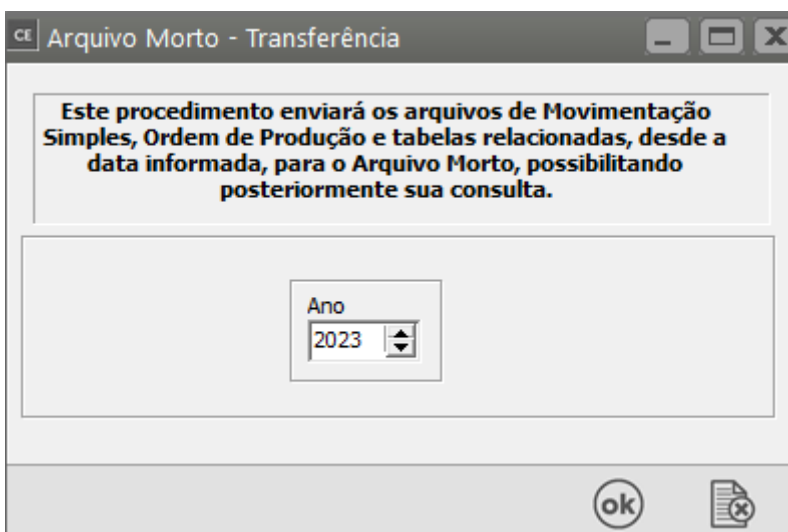 CE Arquivo Morto - Transferência
Este procedimento enviará os arquivos de Movimentação
Simples, Ordem de Produção e tabelas relacionadas, desde a
data informada, para o Arquivo Morto, possibilitando
posteriormente sua consulta.
Ano
2023
ok